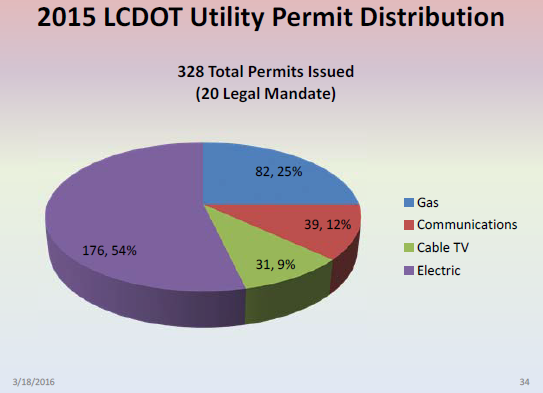 2015 LCDOT Utility Permit Distribution
328 Total Permits Issued
(20 Legal Mandate)
82, 25%
39, 12%
31, 9%
176, 54%
Gas
Communications
Cable TV
Electric
3/18/2016
34